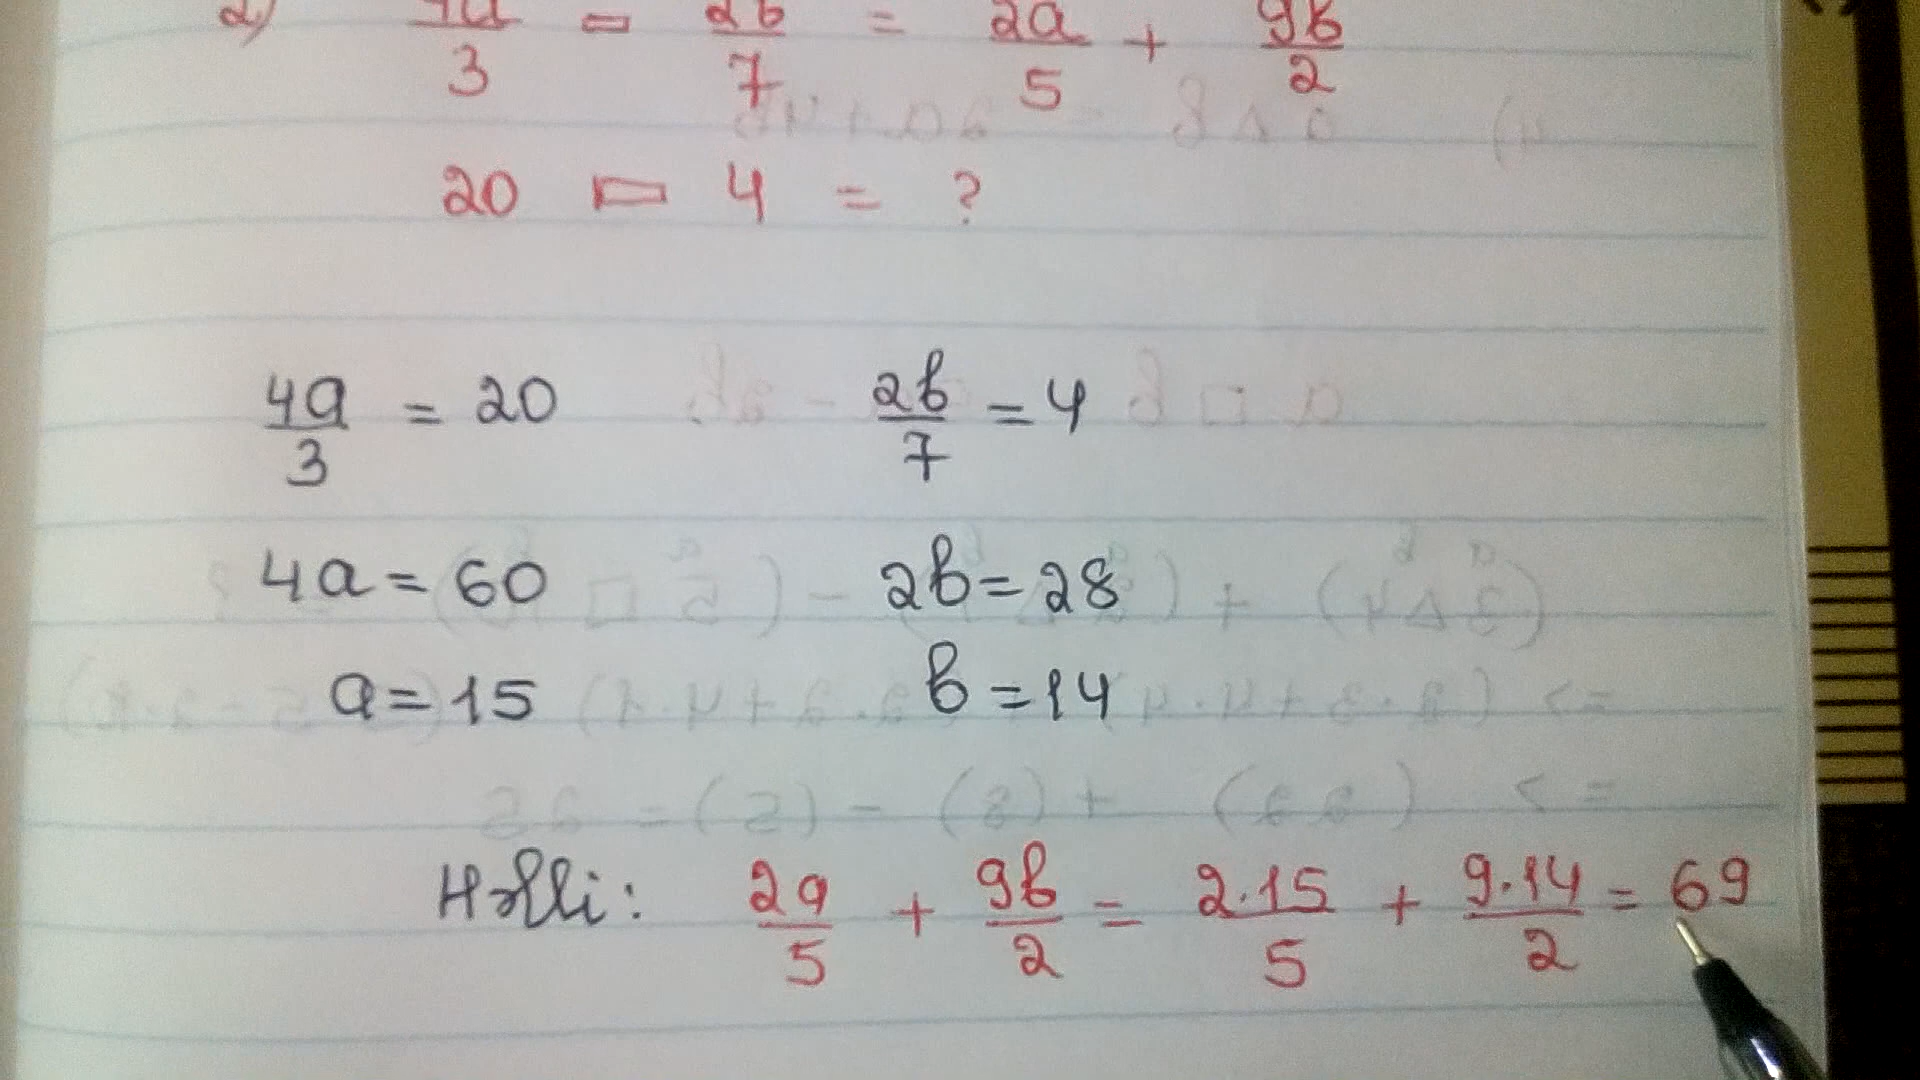 2) 4a/3 ▭ 2b/7 = 2a/5 + 9b/2
20 ▭ 4 = ?
4a/3 = 20 2b/7 = 4
4a = 60 2b = 28
a = 15 b = 14
Həlli: 2a/5 + 9b/2 = 2·15/5 + 9·14/2 = 69